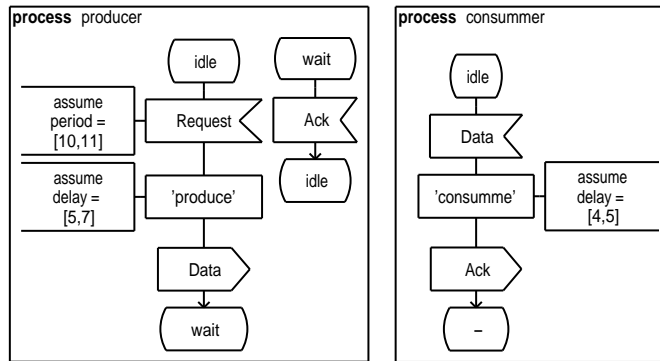 process producer
idle
wait
assume
period =
[10,11]
Request
Ack
assume
delay =
[5,7]
'produce'
idle
Data
wait
process consummer
idle
Data
'consumme'
assume
delay =
[4,5]
Ack
–